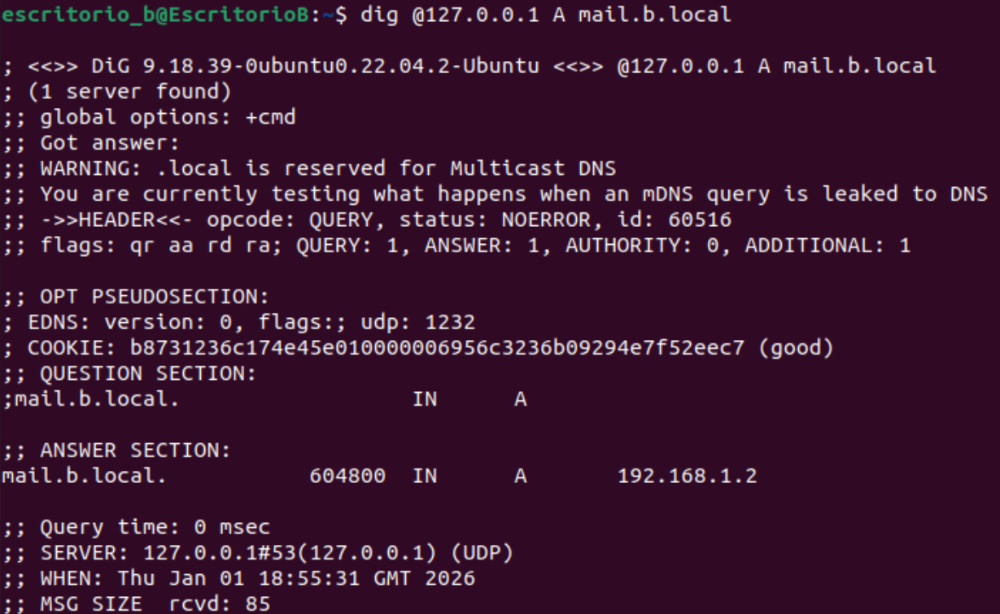 escritorio_b@EscritorioB:~$ dig @127.0.0.1 A mail.b.local

; <<>> DiG 9.18.39-0ubuntu0.22.04.2-Ubuntu <<>> @127.0.0.1 A mail.b.local
; (1 server found)
;; global options: +cmd
;; Got answer:
;; WARNING: .local is reserved for Multicast DNS
;; You are currently testing what happens when an mDNS query is leaked to DNS
;; ->>HEADER<<- opcode: QUERY, status: NOERROR, id: 60516
;; flags: qr aa rd ra; QUERY: 1, ANSWER: 1, AUTHORITY: 0, ADDITIONAL: 1

;; OPT PSEUDOSECTION:
; EDNS: version: 0, flags:; udp: 1232
; COOKIE: b8731236c174e45e010000006956c3236b09294e7f52eec7 (good)
;; QUESTION SECTION:
;mail.b.local.                  IN      A

;; ANSWER SECTION:
mail.b.local.           604800  IN      A       192.168.1.2

;; Query time: 0 msec
;; SERVER: 127.0.0.1#53(127.0.0.1) (UDP)
;; WHEN: Thu Jan 01 18:55:31 GMT 2026
;; MSG SIZE  rcvd: 85